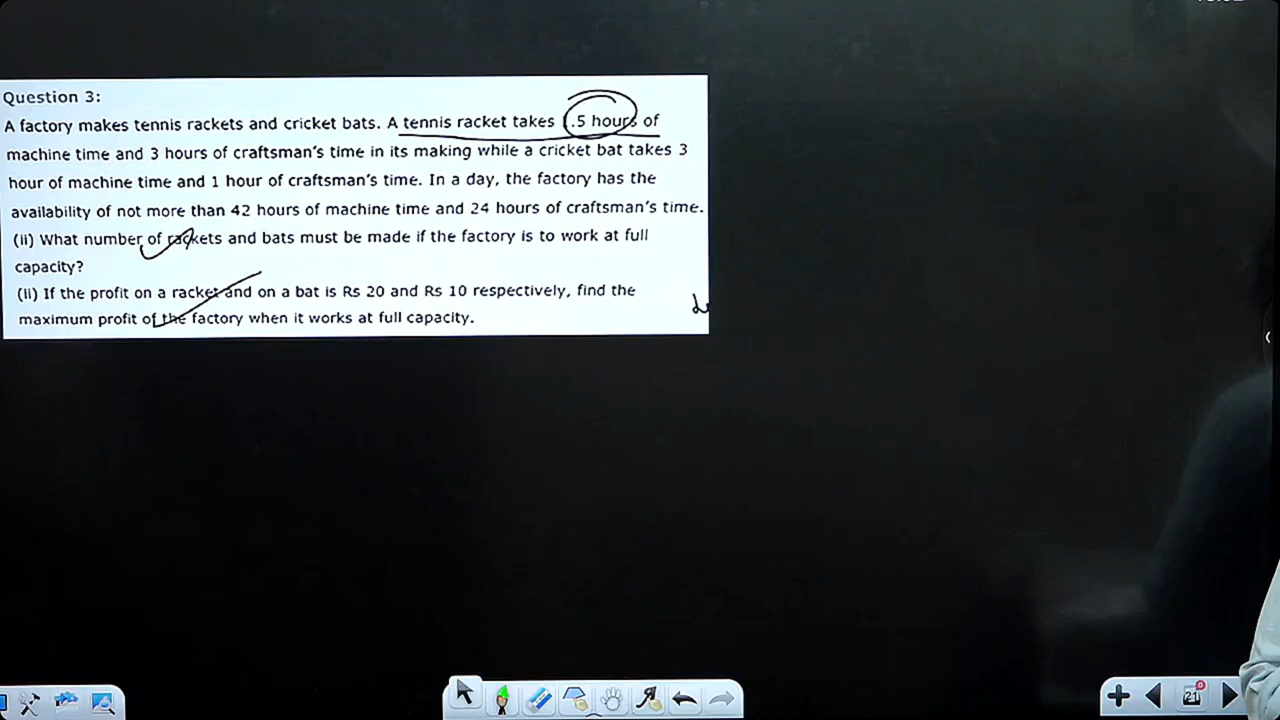 Question 3:
A factory makes tennis rackets and cricket bats. A tennis racket takes .5 hours of
machine time and 3 hours of craftsman's time in its making while a cricket bat takes 3
hour of machine time and 1 hour of craftsman's time. In a day, the factory has the
availability of not more than 42 hours of machine time and 24 hours of craftsman's time.
(ii) What number of rackets and bats must be made if the factory is to work at full
capacity?
(ii) If the profit on a racket and on a bat is Rs 20 and Rs 10 respectively, find the
maximum profit of the factory when it works at full capacity.
21